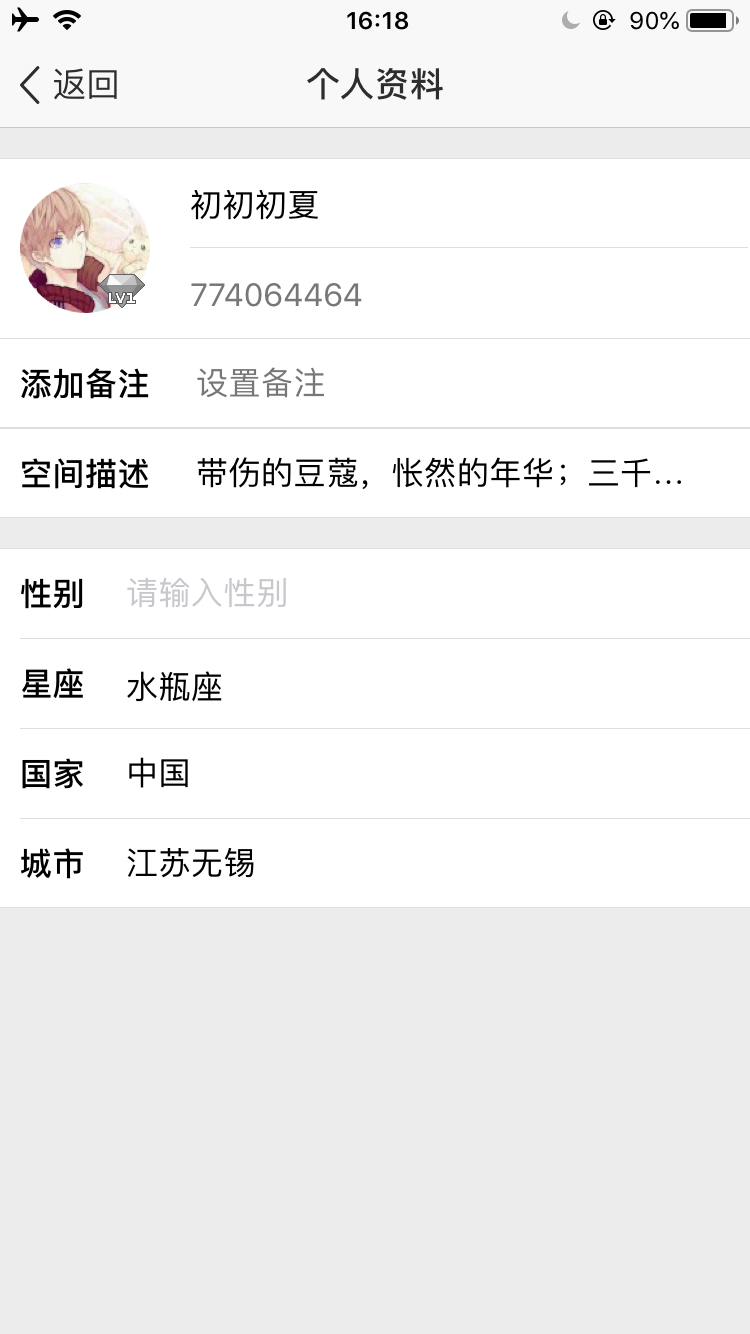 16:18
90%
返回
个人资料
初初初夏
LV1
774064464
添加备注 设置备注
空间描述 带伤的豆蔻，怅然的年华；三千...
性别 请输入性别
星座 水瓶座
国家 中国
城市 江苏无锡